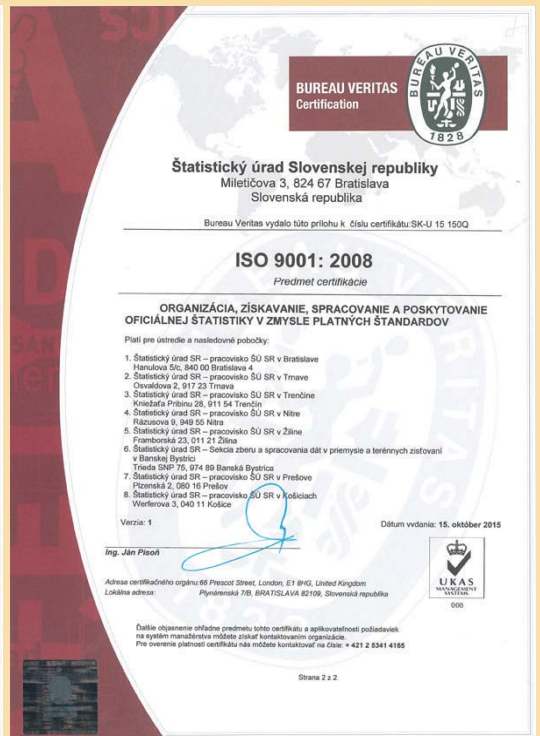 BUREAU VERITAS
Certification
BUREAU VERITAS
1828
Štatistický úrad Slovenskej republiky
Miletičova 3, 824 67 Bratislava
Slovenská republika
Bureau Veritas vydalo túto prílohu k číslu certifikátu:SK-U 15 150Q
ISO 9001: 2008
Predmet certifikácie
ORGANIZÁCIA, ZÍSKAVANIE, SPRACOVANIE A POSKYTOVANIE
OFICIÁLNEJ ŠTATISTIKY V ZMYSLE PLATNÝCH ŠTANDARDOV
Platí pre ústredie a nasledovné pobočky:
1. Štatistický úrad SR – pracovisko ŠÚ SR v Bratislave
Hanulova 5/c, 840 00 Bratislava 4
2. Štatistický úrad SR – pracovisko ŠÚ SR v Trnave
Osvaldova 2, 917 23 Trnava
3. Štatistický úrad SR – pracovisko ŠÚ SR v Trenčíne
Kniežaťa Pribinu 28, 911 54 Trenčín
4. Štatistický úrad SR – pracovisko ŠÚ SR v Nitre
Rázusova 9, 949 55 Nitra
5. Štatistický úrad SR – pracovisko ŠÚ SR v Žiline
Framborská 23, 011 21 Žilina
6. Štatistický úrad SR – Sekcia zberu a spracovania dát v priemysle a terénnych zisťovaní
v Banskej Bystrici
Trieda SNP 75, 974 89 Banská Bystrica
7. Štatistický úrad SR – pracovisko ŠÚ SR v Prešove
Plzenská 2, 080 16 Prešov
8. Štatistický úrad SR – pracovisko ŠÚ SR v Košiciach
Werferova 3, 040 11 Košice
Verzia: 1
Dátum vydania: 15. október 2015
Ing. Ján Pisoň
Adresa certifikačného orgánu:66 Prescot Street, London, E1 8HG, United Kingdom
Lokálna adresa: Plynárenská 7/B, BRATISLAVA 82109, Slovenská republika
UKAS
MANAGEMENT
SYSTEMS
008
Ďalšie objasnenie ohľadne predmetu tohto certifikátu a aplikovateľnosti požiadaviek
na systém manažérstva môžete získať kontaktovaním organizácie.
Pre overenie platnosti certifikátu nás môžete kontaktovať na čísle: + 421 2 5341 4165
Strana 2 z 2